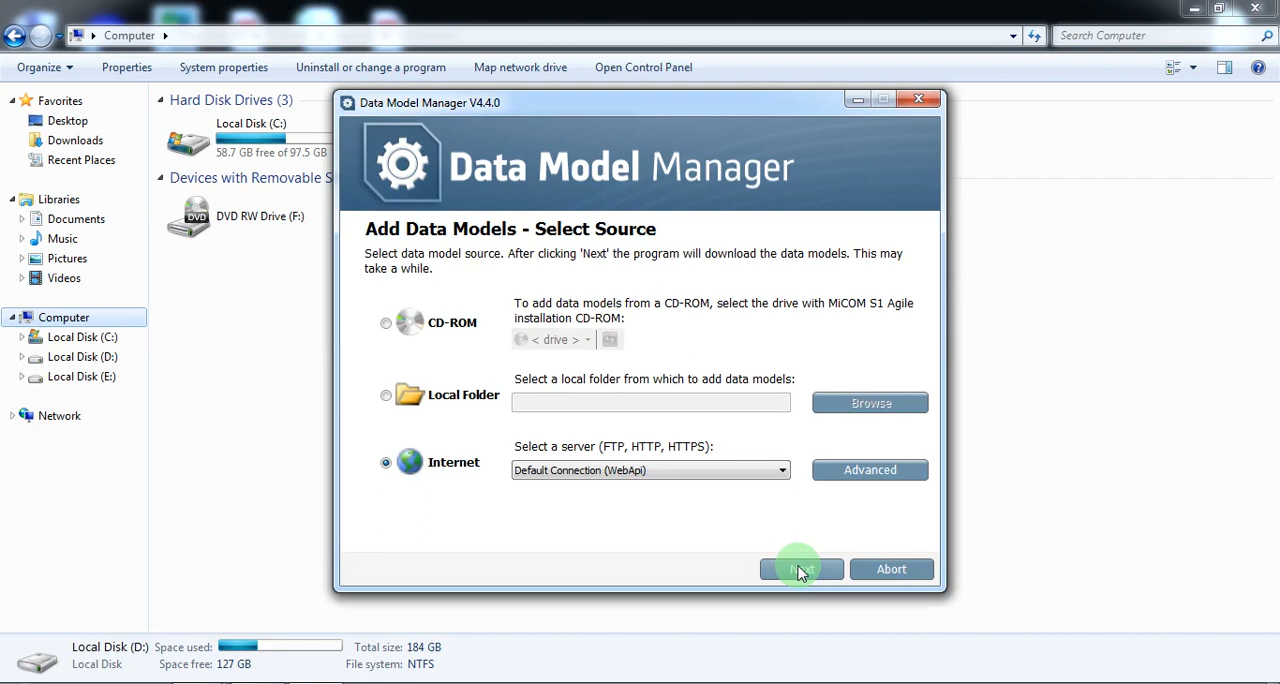 Computer
Search Computer
Organize
Properties
System properties
Uninstall or change a program
Map network drive
Open Control Panel
Favorites
Desktop
Downloads
Recent Places
Libraries
Documents
Music
Pictures
Videos
Computer
Local Disk (C:)
Local Disk (D:)
Local Disk (E:)
Network
Hard Disk Drives (3)
Local Disk (C:)
58.7 GB free of 97.5 GB
Devices with Removable S
DVD
DVD RW Drive (F:)
Data Model Manager V4.4.0
Data Model Manager
Add Data Models - Select Source
Select data model source. After clicking 'Next' the program will download the data models. This may
take a while.
CD-ROM
To add data models from a CD-ROM, select the drive with MiCOM S1 Agile
installation CD-ROM:
< drive >
Local Folder
Select a local folder from which to add data models:
Browse
Internet
Select a server (FTP, HTTP, HTTPS):
Default Connection (WebApi)
Advanced
Next
Abort
Local Disk (D:) Space used: Total size: 184 GB
Local Disk Space free: 127 GB File system: NTFS